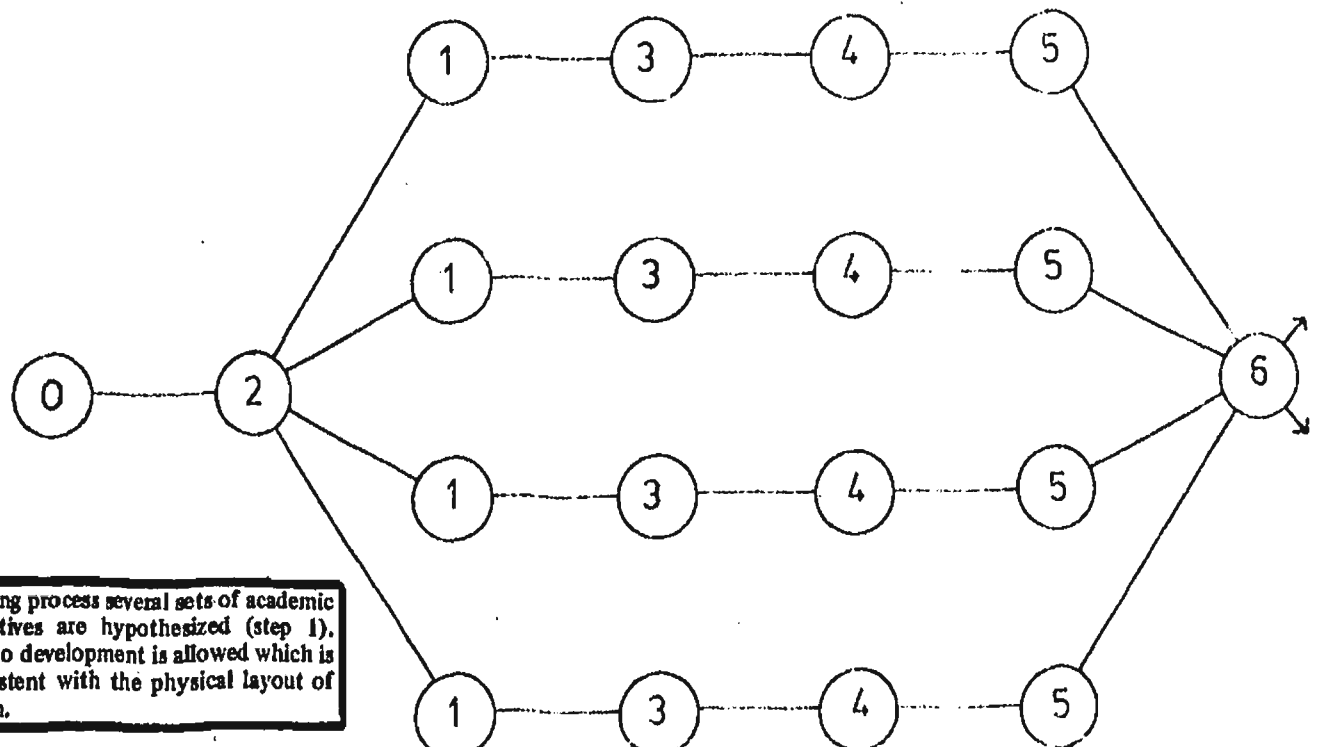 1 3 4 5
1 3 4 5
0 2 6
1 3 4 5
ng process several sets of academic
tives are hypothesized (step 1).
o development is allowed which is
stent with the physical layout of
1 3 4 5